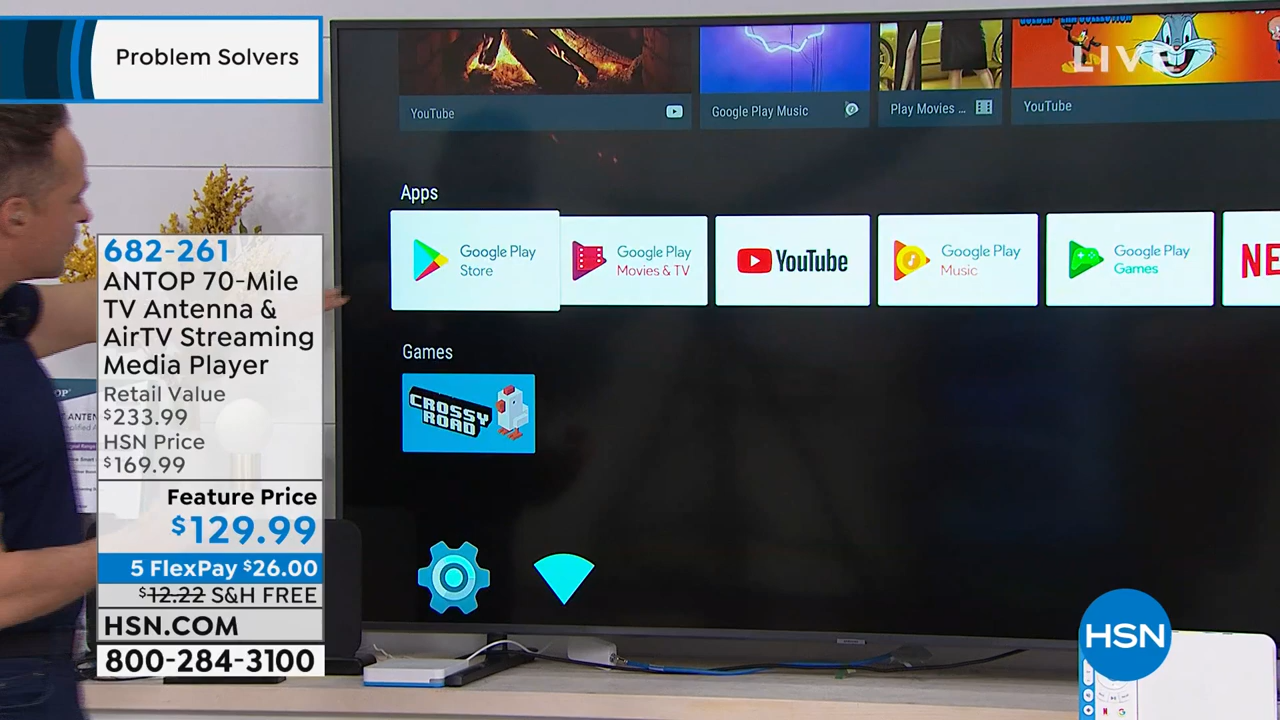 Problem Solvers
LIVE
YouTube
Google Play Music
Play Movies ...
YouTube
Apps
Google Play
Store
Google Play
Movies & TV
YouTube
Google Play
Music
Google Play
Games
NE
Games
CROSSY
ROAD
682-261
ANTOP 70-Mile
TV Antenna &
AirTV Streaming
Media Player
Retail Value
$233.99
HSN Price
$169.99
Feature Price
$129.99
5 FlexPay $26.00
$12.22 S&H FREE
HSN.COM
800-284-3100
HSN